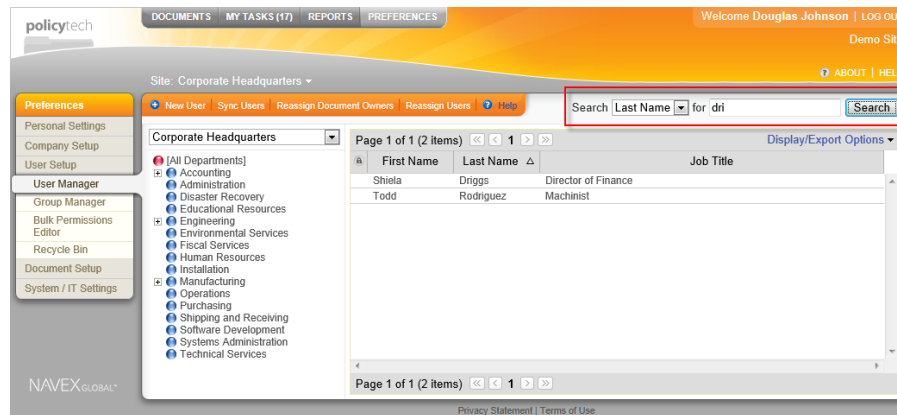 policytech
DOCUMENTS MY TASKS (17) REPORTS PREFERENCES
Welcome Douglas Johnson | LOG OU
Demo Sit
ABOUT | HEL
Site: Corporate Headquarters
Preferences
Personal Settings
Company Setup
User Setup
User Manager
Group Manager
Bulk Permissions
Editor
Recycle Bin
Document Setup
System / IT Settings
New User Sync Users Reassign Document Owners Reassign Users Help
Search Last Name for dri Search
Corporate Headquarters
[All Departments]
Accounting
Administration
Disaster Recovery
Educational Resources
Engineering
Environmental Services
Fiscal Services
Human Resources
Installation
Manufacturing
Operations
Purchasing
Shipping and Receiving
Software Development
Systems Administration
Technical Services
Page 1 of 1 (2 items) 1
Display/Export Options
First Name Last Name Job Title
Shiela Driggs Director of Finance
Todd Rodriguez Machinist
Page 1 of 1 (2 items) 1
NAVEX GLOBAL
Privacy Statement | Terms of Use